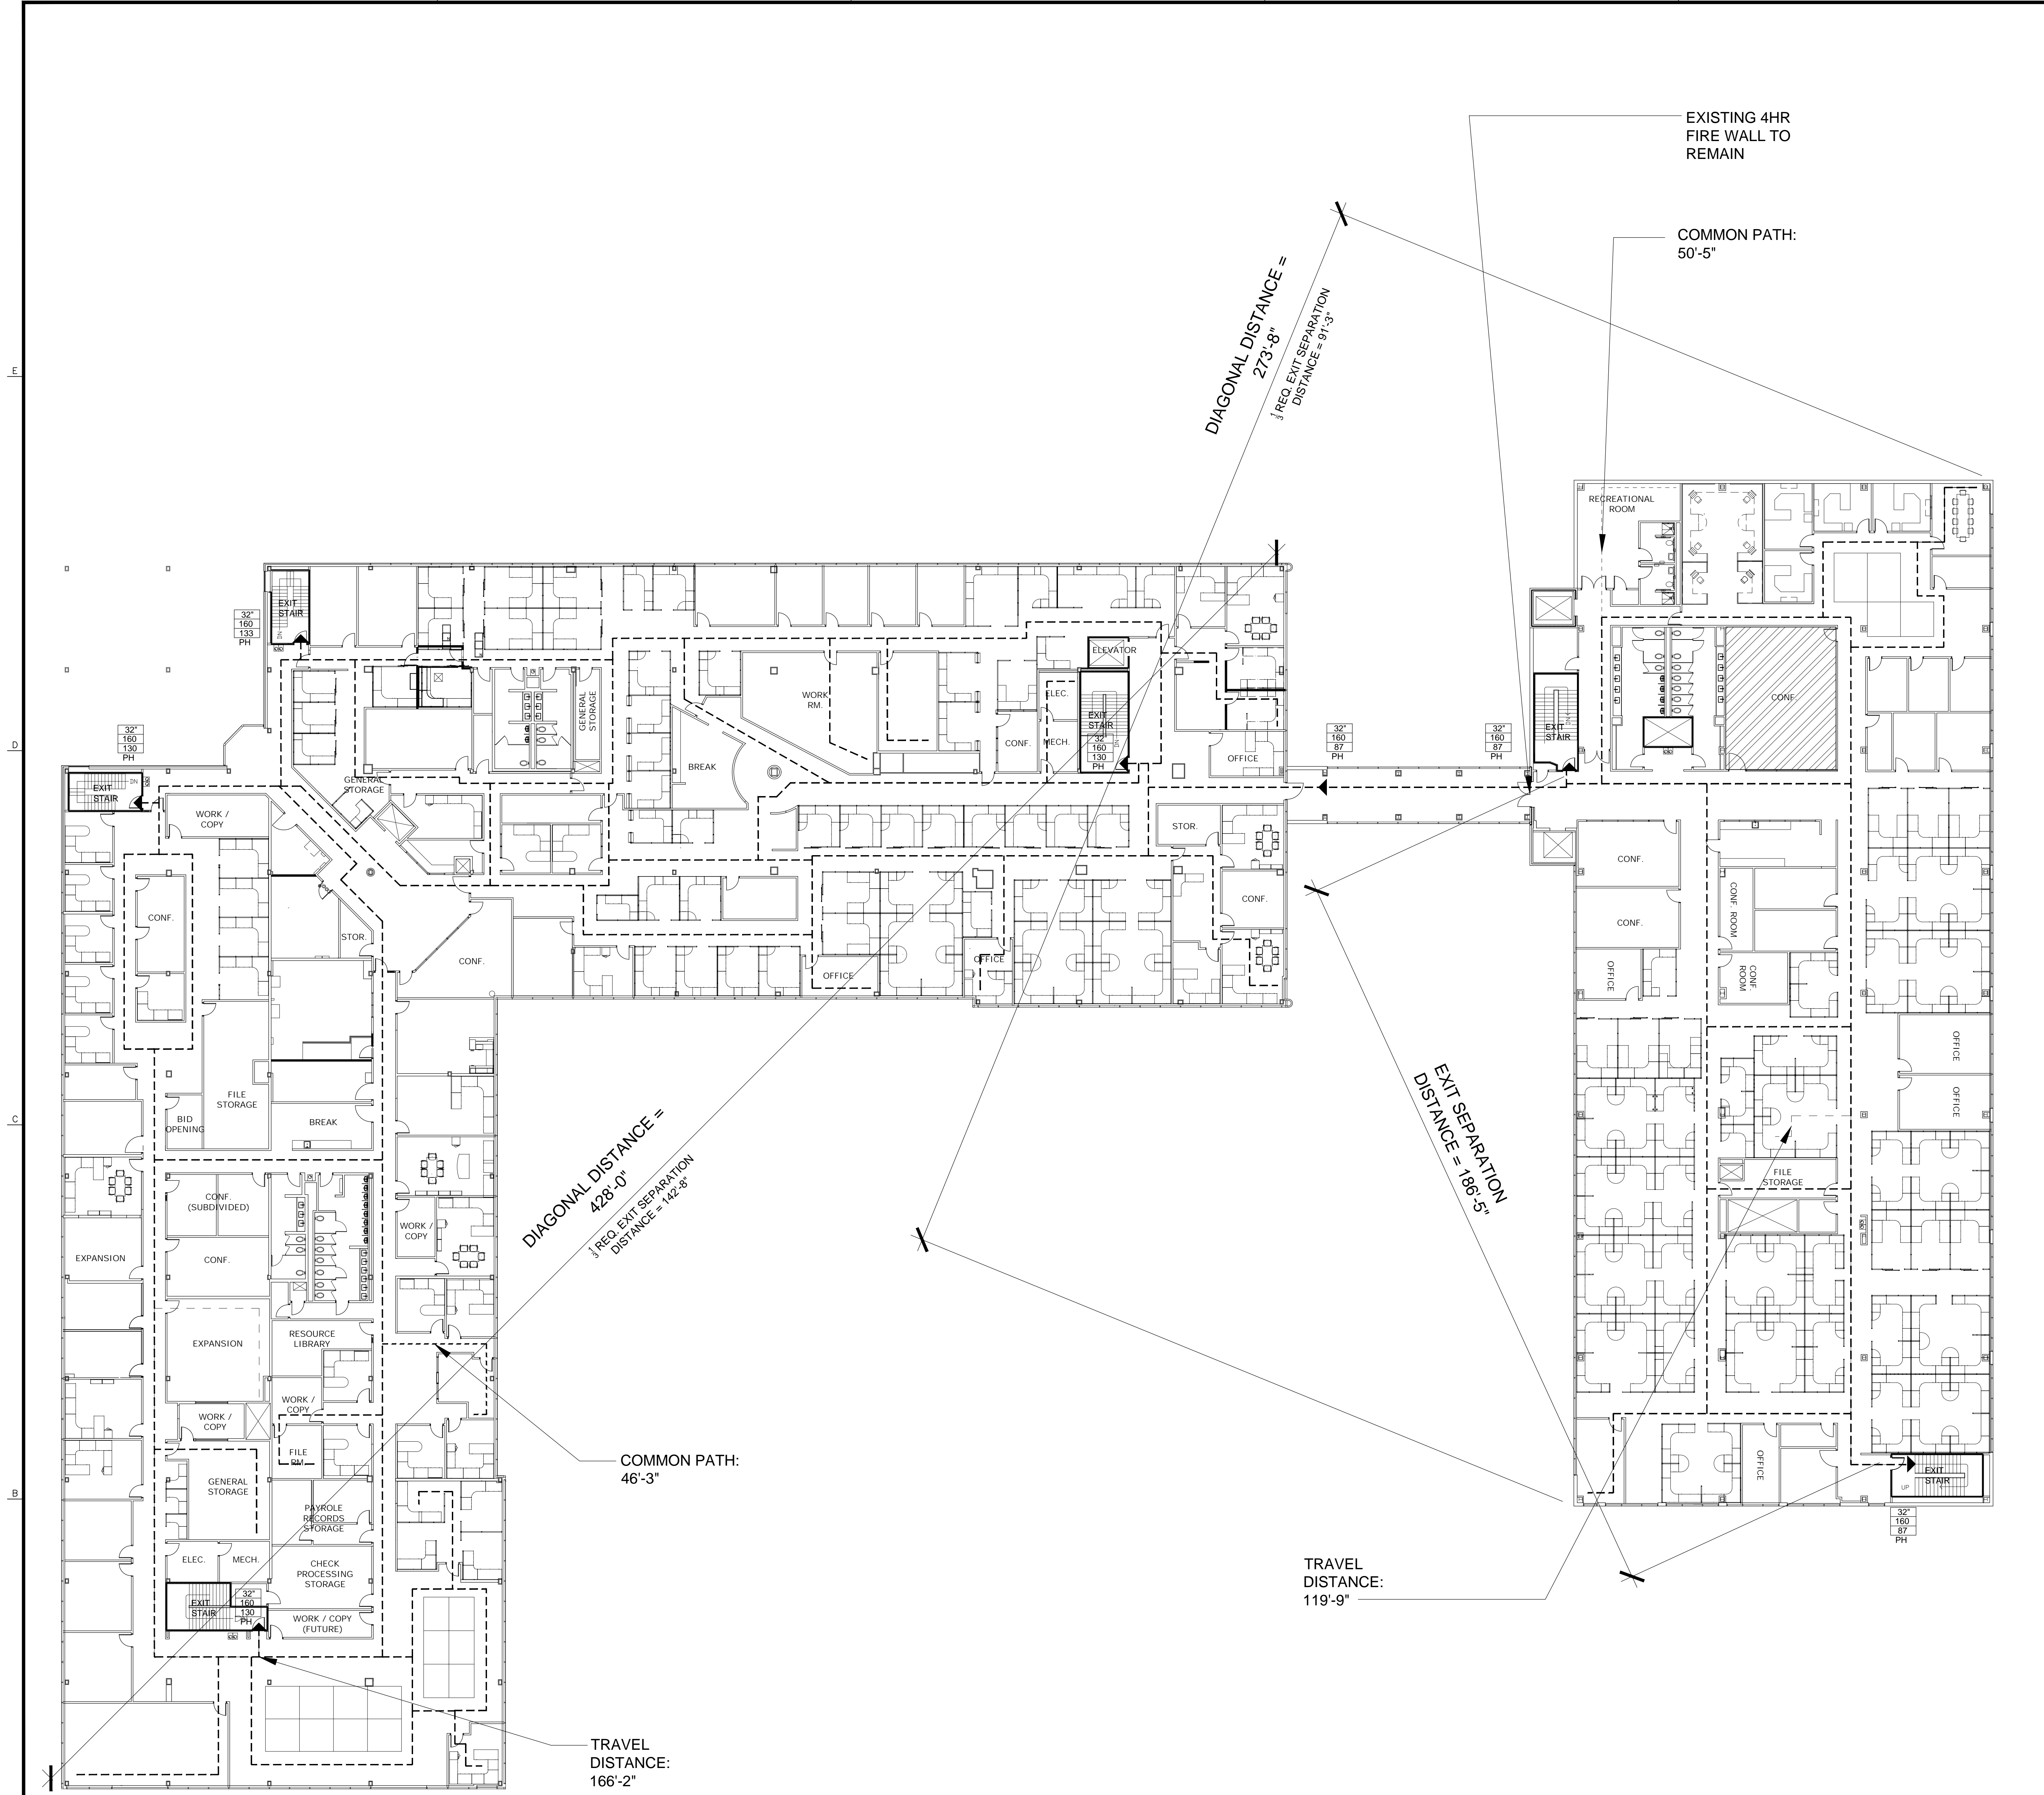 EXISTING 4HR
FIRE WALL TO
REMAIN
COMMON PATH:
50'-5"
DIAGONAL DISTANCE =
273'-8"
1/3 REQ. EXIT SEPARATION
DISTANCE = 91'-3"
E
D
C
B
RECREATIONAL
ROOM
EXIT
STAIR
DN
32"
160
133
PH
32"
160
130
PH
EXIT
STAIR
DN
GENERAL
STORAGE
GENERAL
STORAGE
WORK
RM.
BREAK
CONF.
ELEC.
MECH.
ELEVATOR
EXIT
STAIR
DN
32"
160
130
PH
OFFICE
32"
160
87
PH
32"
160
87
PH
EXIT
STAIR
CONF.
WORK /
COPY
CONF.
STOR.
CONF.
OFFICE
OFFICE
STOR.
CONF.
CONF.
CONF.
CONF. ROOM
CONF.
ROOM
OFFICE
OFFICE
OFFICE
FILE
STORAGE
BID
OPENING
BREAK
FILE
STORAGE
CONF.
(SUBDIVIDED)
CONF.
EXPANSION
WORK /
COPY
DIAGONAL DISTANCE =
428'-0"
1/3 REQ. EXIT SEPARATION
DISTANCE = 142'-8"
EXIT SEPARATION
DISTANCE = 186'-5"
EXPANSION
RESOURCE
LIBRARY
WORK /
COPY
WORK /
COPY
FILE
RM.
GENERAL
STORAGE
PAYROLE
RECORDS
STORAGE
ELEC.
MECH.
CHECK
PROCESSING
STORAGE
EXIT
STAIR
32"
160
130
PH
WORK / COPY
(FUTURE)
COMMON PATH:
46'-3"
OFFICE
EXIT
STAIR
UP
32"
160
87
PH
TRAVEL
DISTANCE:
119'-9"
TRAVEL
DISTANCE:
166'-2"